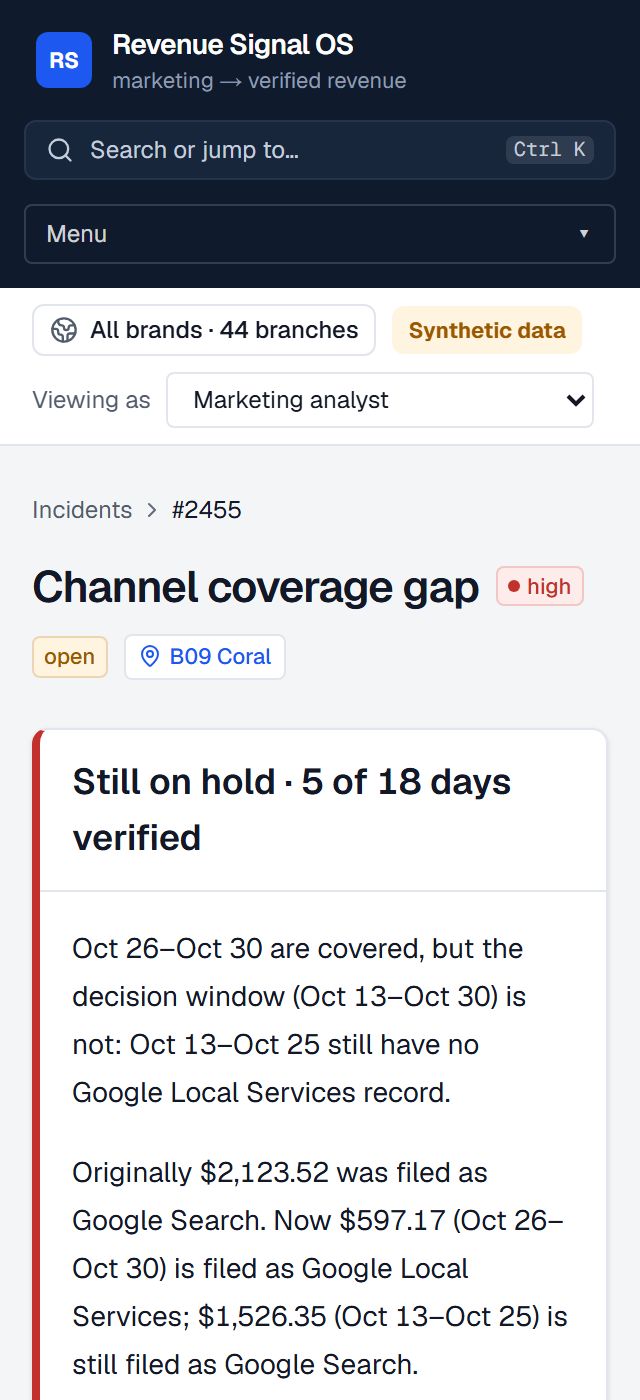 RS
Revenue Signal OS
marketing → verified revenue
Search or jump to…
Ctrl K
Menu
All brands · 44 branches
Synthetic data
Viewing as
Marketing analyst
Incidents > #2455
Channel coverage gap
high
open
B09 Coral
Still on hold · 5 of 18 days
verified
Oct 26–Oct 30 are covered, but the
decision window (Oct 13–Oct 30) is
not: Oct 13–Oct 25 still have no
Google Local Services record.
Originally $2,123.52 was filed as
Google Search. Now $597.17 (Oct 26–
Oct 30) is filed as Google Local
Services; $1,526.35 (Oct 13–Oct 25) is
still filed as Google Search.